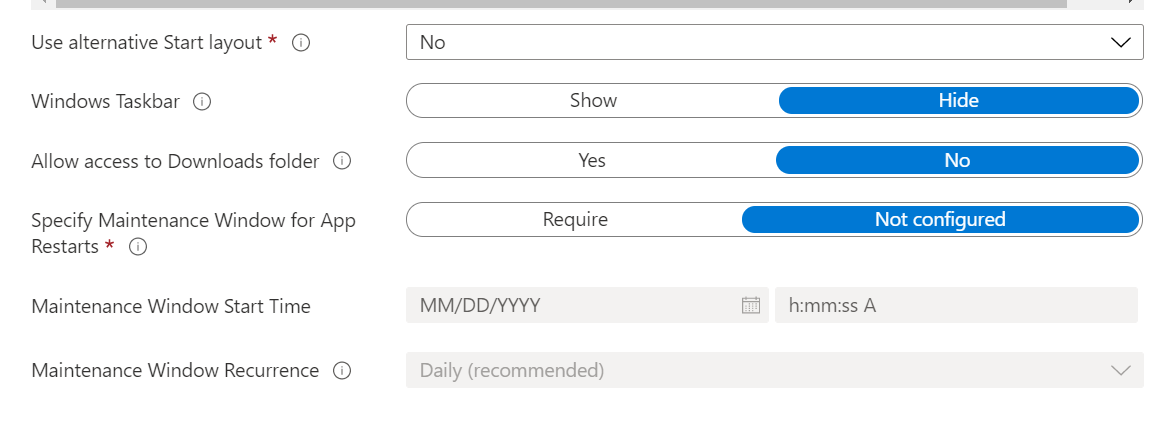 Use alternative Start layout *
No
Windows Taskbar
Show
Hide
Allow access to Downloads folder
Yes
No
Specify Maintenance Window for App
Restarts *
Require
Not configured
Maintenance Window Start Time
MM/DD/YYYY
h:mm:ss A
Maintenance Window Recurrence
Daily (recommended)